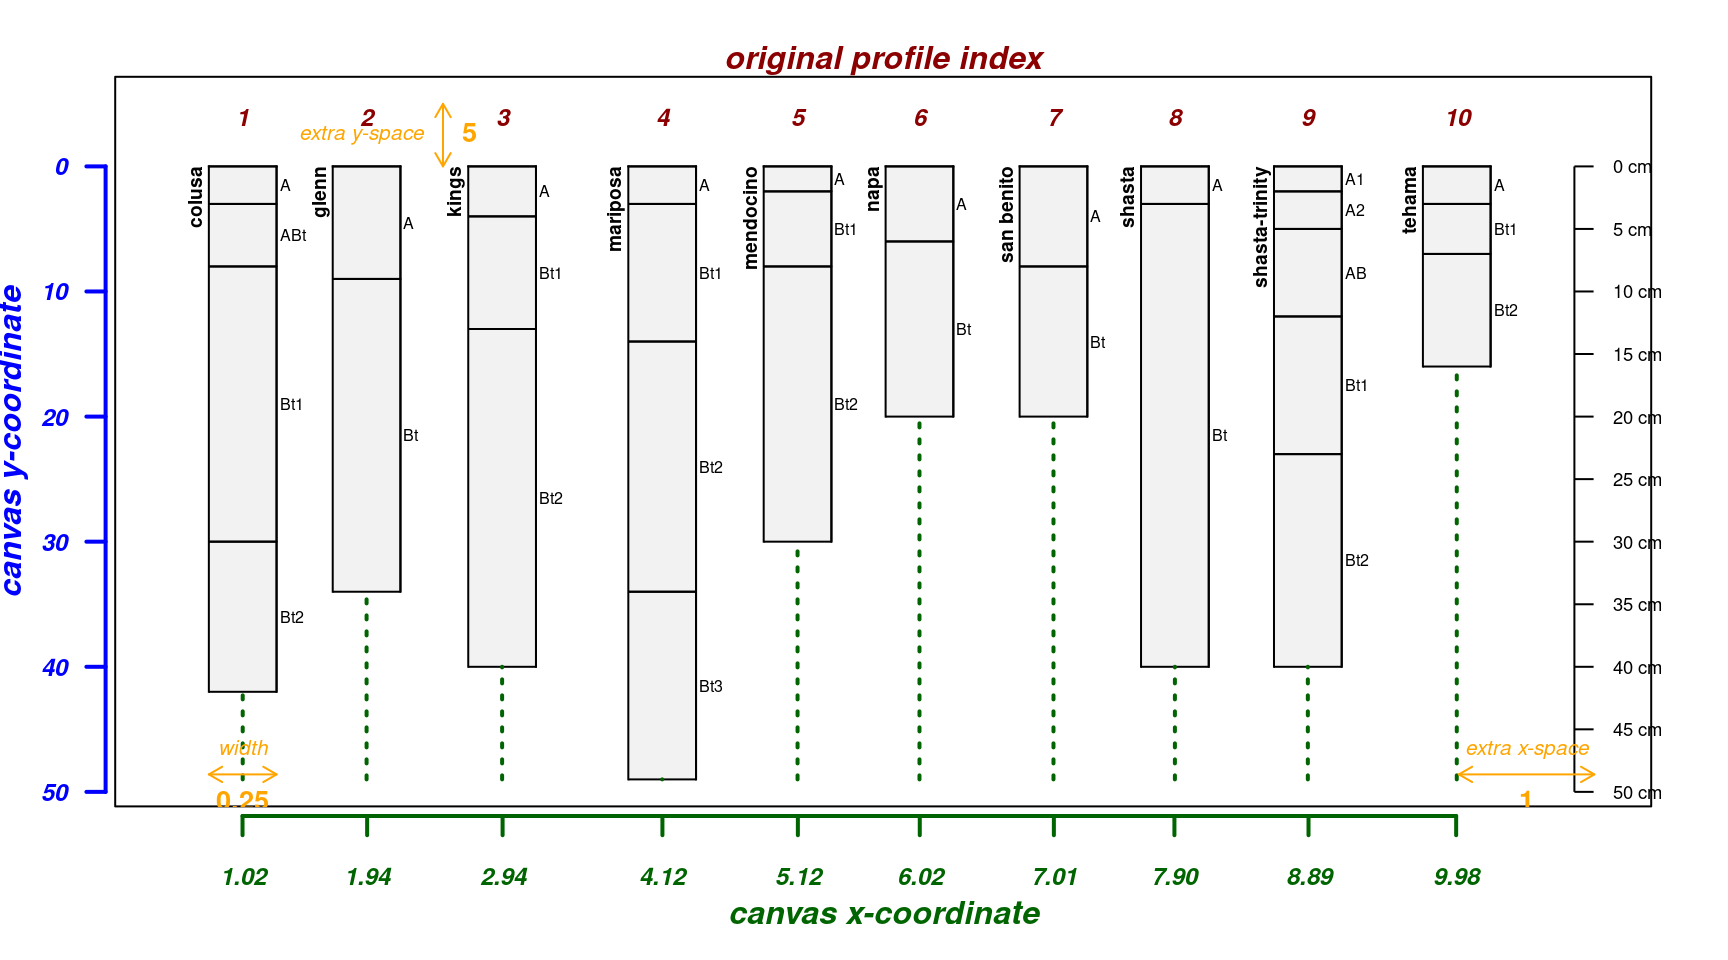 original profile index
1 2 3 4 5 6 7 8 9 10
extra y-space 5
canvas y-coordinate
0
10
20
30
40
50
colusa
A
ABt
Bt1
Bt2
glenn
A
Bt
kings
A
Bt1
Bt2
mariposa
A
Bt1
Bt2
Bt3
mendocino
A
Bt1
Bt2
napa
A
Bt
san benito
A
Bt
shasta
A
Bt
shasta-trinity
A1
A2
AB
Bt1
Bt2
tehama
A
Bt1
Bt2
0 cm
5 cm
10 cm
15 cm
20 cm
25 cm
30 cm
35 cm
40 cm
45 cm
50 cm
width
0.25
extra x-space
1
1.02 1.94 2.94 4.12 5.12 6.02 7.01 7.90 8.89 9.98
canvas x-coordinate